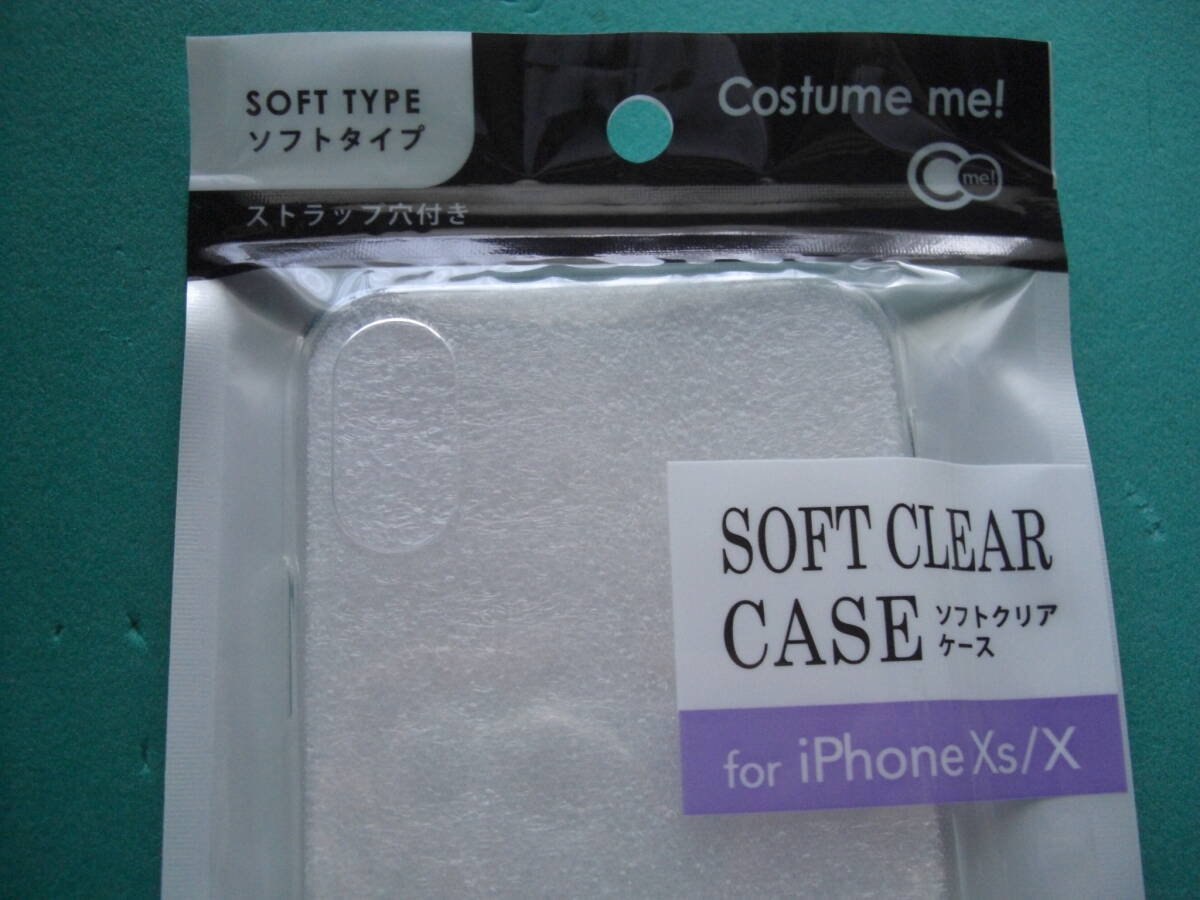 SOFT TYPE
ソフトタイプ
ストラップ穴付き
Costume me!
C me!
SOFT CLEAR
CASE ソフトクリア
ケース
for iPhone Xs/X